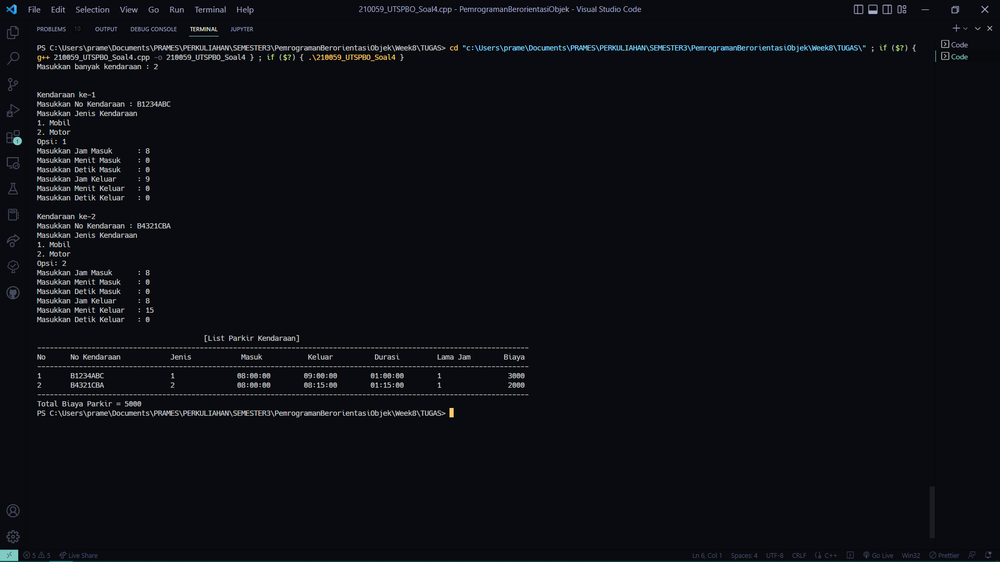 File Edit Selection View Go Run Terminal Help 210059_UTSPBO_Soal4.cpp - PemrogramanBerorientasiObjek - Visual Studio Code
PROBLEMS 10 OUTPUT DEBUG CONSOLE TERMINAL JUPYTER
Code
Code
PS C:\Users\prame\Documents\PRAMES\PERKULIAHAN\SEMESTER3\PemrogramanBerorientasiObjek\Week8\TUGAS> cd "c:\Users\prame\Documents\PRAMES\PERKULIAHAN\SEMESTER3\PemrogramanBerorientasiObjek\Week8\TUGAS\" ; if ($?) {
g++ 210059_UTSPBO_Soal4.cpp -o 210059_UTSPBO_Soal4 } ; if ($?) { .\210059_UTSPBO_Soal4 }
Masukkan banyak kendaraan : 2
Kendaraan ke-1
Masukkan No Kendaraan : B1234ABC
Masukkan Jenis Kendaraan
1. Mobil
2. Motor
Opsi: 1
Masukkan Jam Masuk : 8
Masukkan Menit Masuk : 0
Masukkan Detik Masuk : 0
Masukkan Jam Keluar : 9
Masukkan Menit Keluar : 0
Masukkan Detik Keluar : 0
Kendaraan ke-2
Masukkan No Kendaraan : B4321CBA
Masukkan Jenis Kendaraan
1. Mobil
2. Motor
Opsi: 2
Masukkan Jam Masuk : 8
Masukkan Menit Masuk : 0
Masukkan Detik Masuk : 0
Masukkan Jam Keluar : 8
Masukkan Menit Keluar : 15
Masukkan Detik Keluar : 0
[List Parkir Kendaraan]
----------------------------------------------------------------------------------------------------------------------
No No Kendaraan Jenis Masuk Keluar Durasi Lama Jam Biaya
----------------------------------------------------------------------------------------------------------------------
1 B1234ABC 1 08:00:00 09:00:00 01:00:00 1 3000
2 B4321CBA 2 08:00:00 08:15:00 01:15:00 1 2000
----------------------------------------------------------------------------------------------------------------------
Total Biaya Parkir = 5000
PS C:\Users\prame\Documents\PRAMES\PERKULIAHAN\SEMESTER3\PemrogramanBerorientasiObjek\Week8\TUGAS>
1
5 5 Live Share Ln 6, Col 1 Spaces: 4 UTF-8 CRLF {} C++ Go Live Win32 Prettier